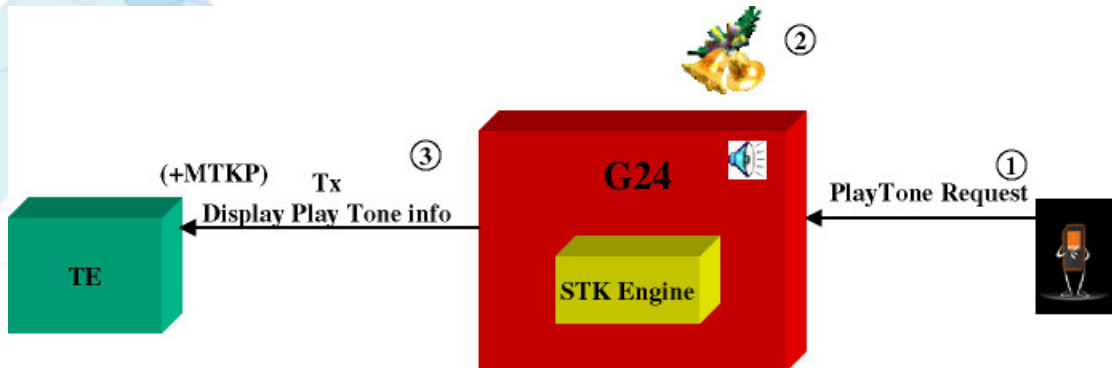 ②
③
G24
①
(+MTKP)
Tx
PlayTone Request
Display Play Tone info
TE
STK Engine